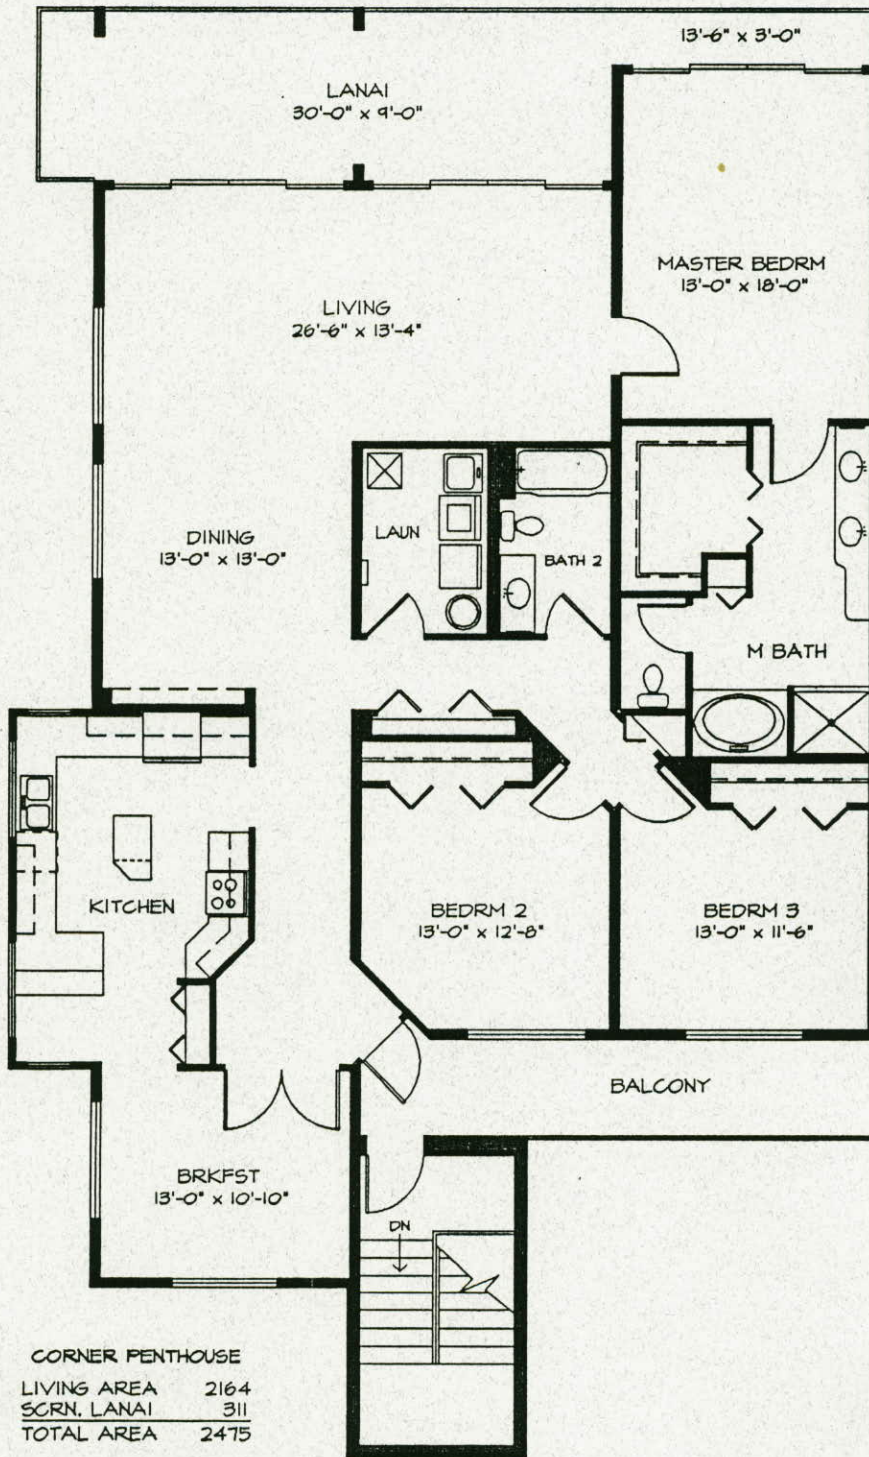 13'-6" x 3'-0"
LANAI
30'-0" x 9'-0"
MASTER BEDRM
13'-0" x 18'-0"
LIVING
26'-6" x 13'-4"
DINING
13'-0" x 13'-0"
LAUN
BATH 2
M BATH
KITCHEN
BEDRM 2
13'-0" x 12'-8"
BEDRM 3
13'-0" x 11'-6"
BALCONY
BRKFST
13'-0" x 10'-10"
DN
CORNER PENTHOUSE
LIVING AREA 2164
SCRN. LANAI 311
TOTAL AREA 2475